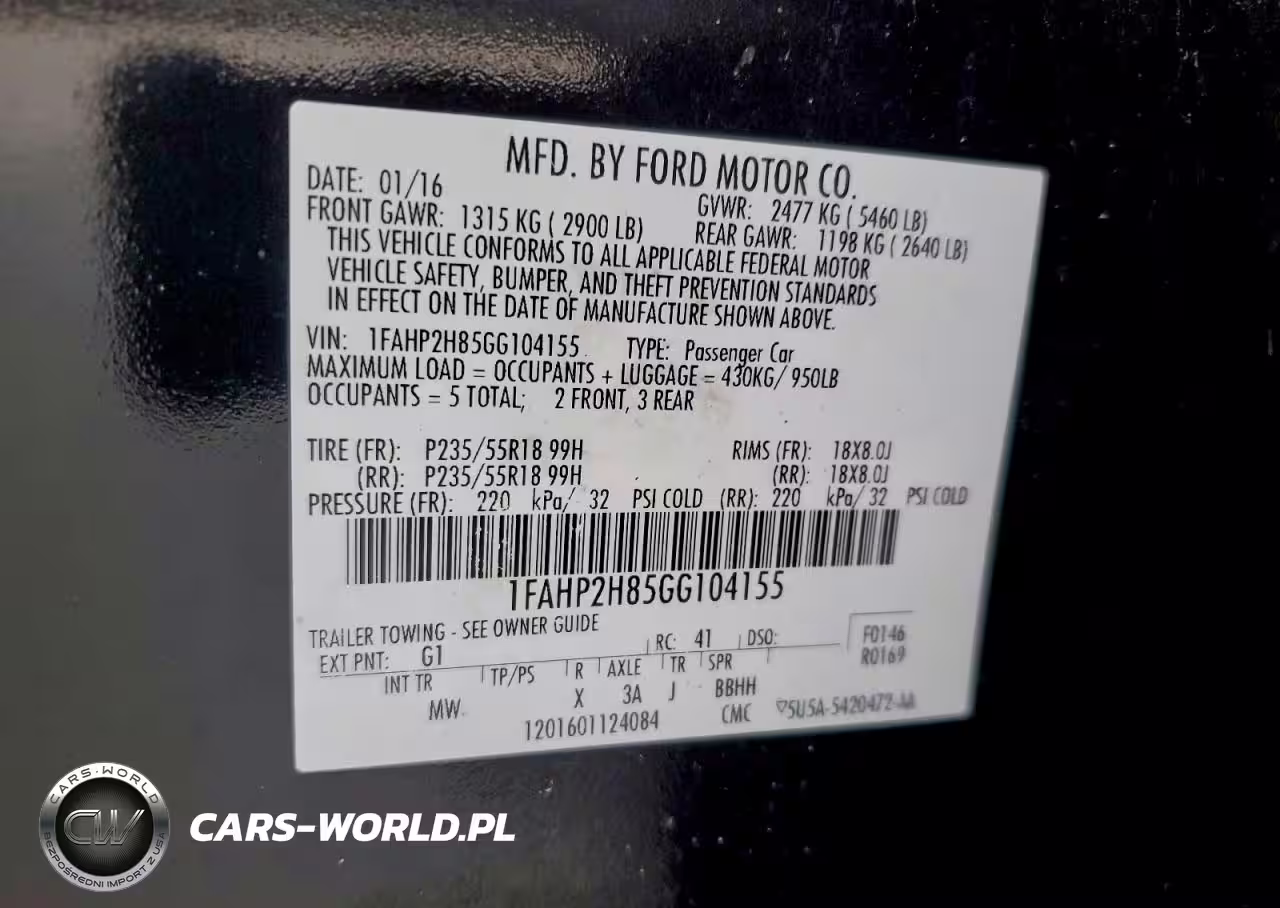 MFD. BY FORD MOTOR CO.
DATE: 01/16 GVWR: 2477 KG ( 5460 LB)
FRONT GAWR: 1315 KG ( 2900 LB) REAR GAWR: 1198 KG ( 2640 LB)
THIS VEHICLE CONFORMS TO ALL APPLICABLE FEDERAL MOTOR
VEHICLE SAFETY, BUMPER, AND THEFT PREVENTION STANDARDS
IN EFFECT ON THE DATE OF MANUFACTURE SHOWN ABOVE.
VIN: 1FAHP2H85GG104155 TYPE: Passenger Car
MAXIMUM LOAD = OCCUPANTS + LUGGAGE = 430KG/ 950LB
OCCUPANTS = 5 TOTAL; 2 FRONT, 3 REAR
TIRE (FR): P235/55R18 99H RIMS (FR): 18X8.0J
(RR): P235/55R18 99H (RR): 18X8.0J
PRESSURE (FR): 220 kPa/ 32 PSI COLD (RR): 220 kPa/ 32 PSI COLD
1FAHP2H85GG104155
TRAILER TOWING - SEE OWNER GUIDE
EXT PNT: G1 RC: 41 DSO: F0146
R0169
INT TR TP/PS R AXLE TR SPR
MW X 3A J BBHH
1201601124084 CMC 5U5A-5420472-AA
CARS-WORLD
CW
BEZPOŚREDNI IMPORT Z USA
CARS-WORLD.PL